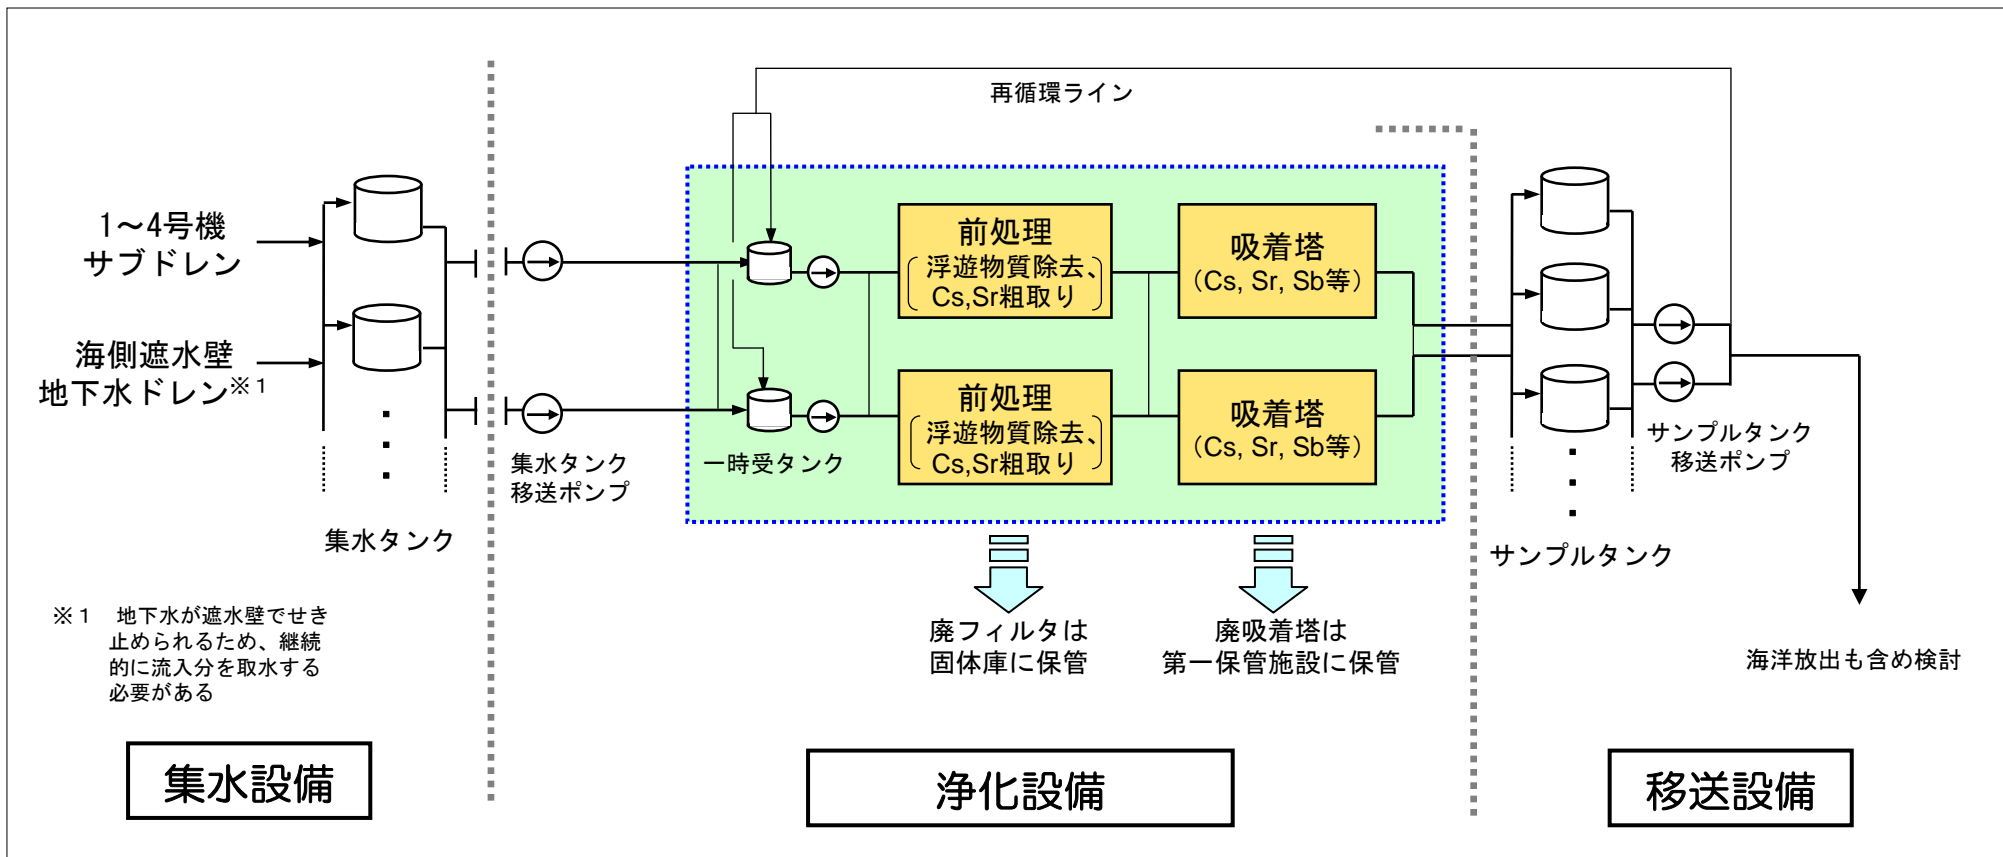 再循環ライン
1～4号機
サブドレン
海側遮水壁
地下水ドレン※１
前処理
浮遊物質除去、
Cs,Sr粗取り
吸着塔
（Cs, Sr, Sb等）
前処理
浮遊物質除去、
Cs,Sr粗取り
吸着塔
（Cs, Sr, Sb等）
集水タンク
移送ポンプ
一時受タンク
サンプルタンク
移送ポンプ
集水タンク
サンプルタンク
※１　地下水が遮水壁でせき
止められるため、継続
的に流入分を取水する
必要がある
廃フィルタは
固体庫に保管
廃吸着塔は
第一保管施設に保管
海洋放出も含め検討
集水設備
浄化設備
移送設備